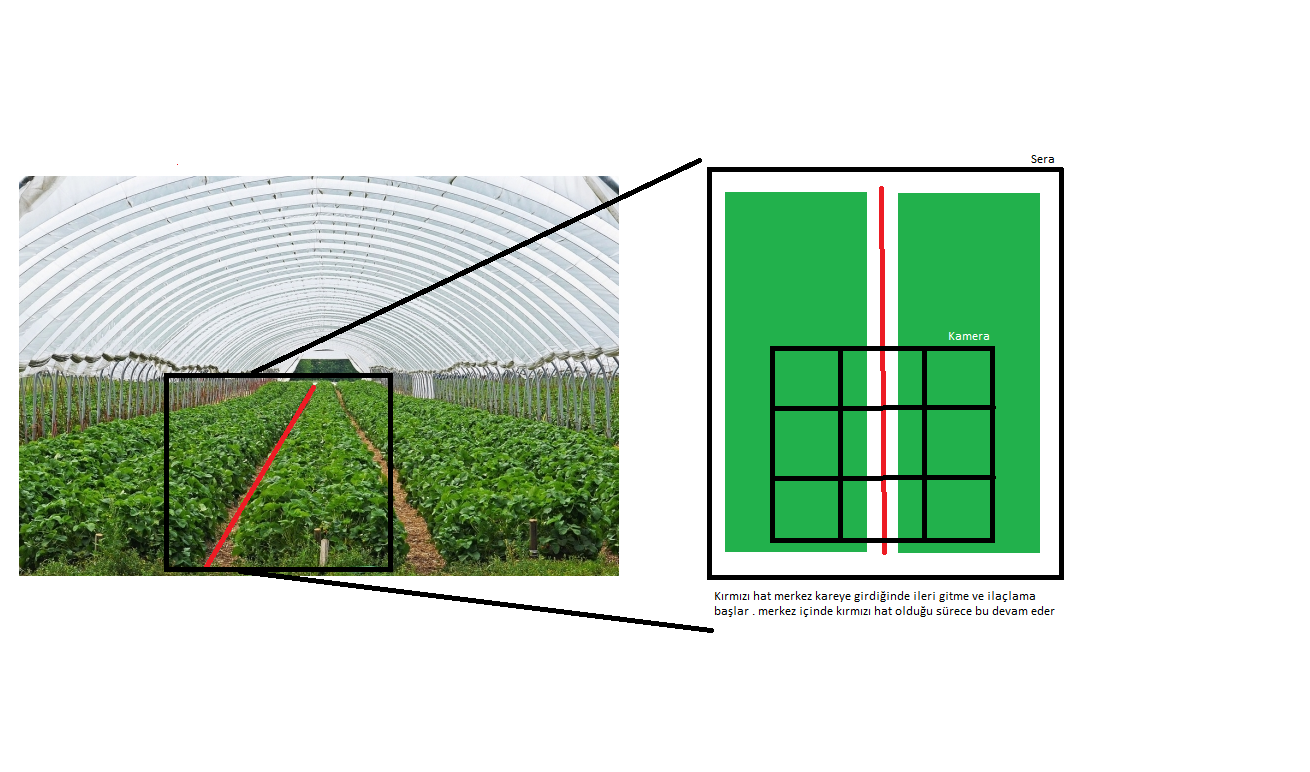 Sera
Kamera
Kırmızı hat merkez kareye girdiğinde ileri gitme ve ilaçlama
başlar . merkez içinde kırmızı hat olduğu sürece bu devam eder